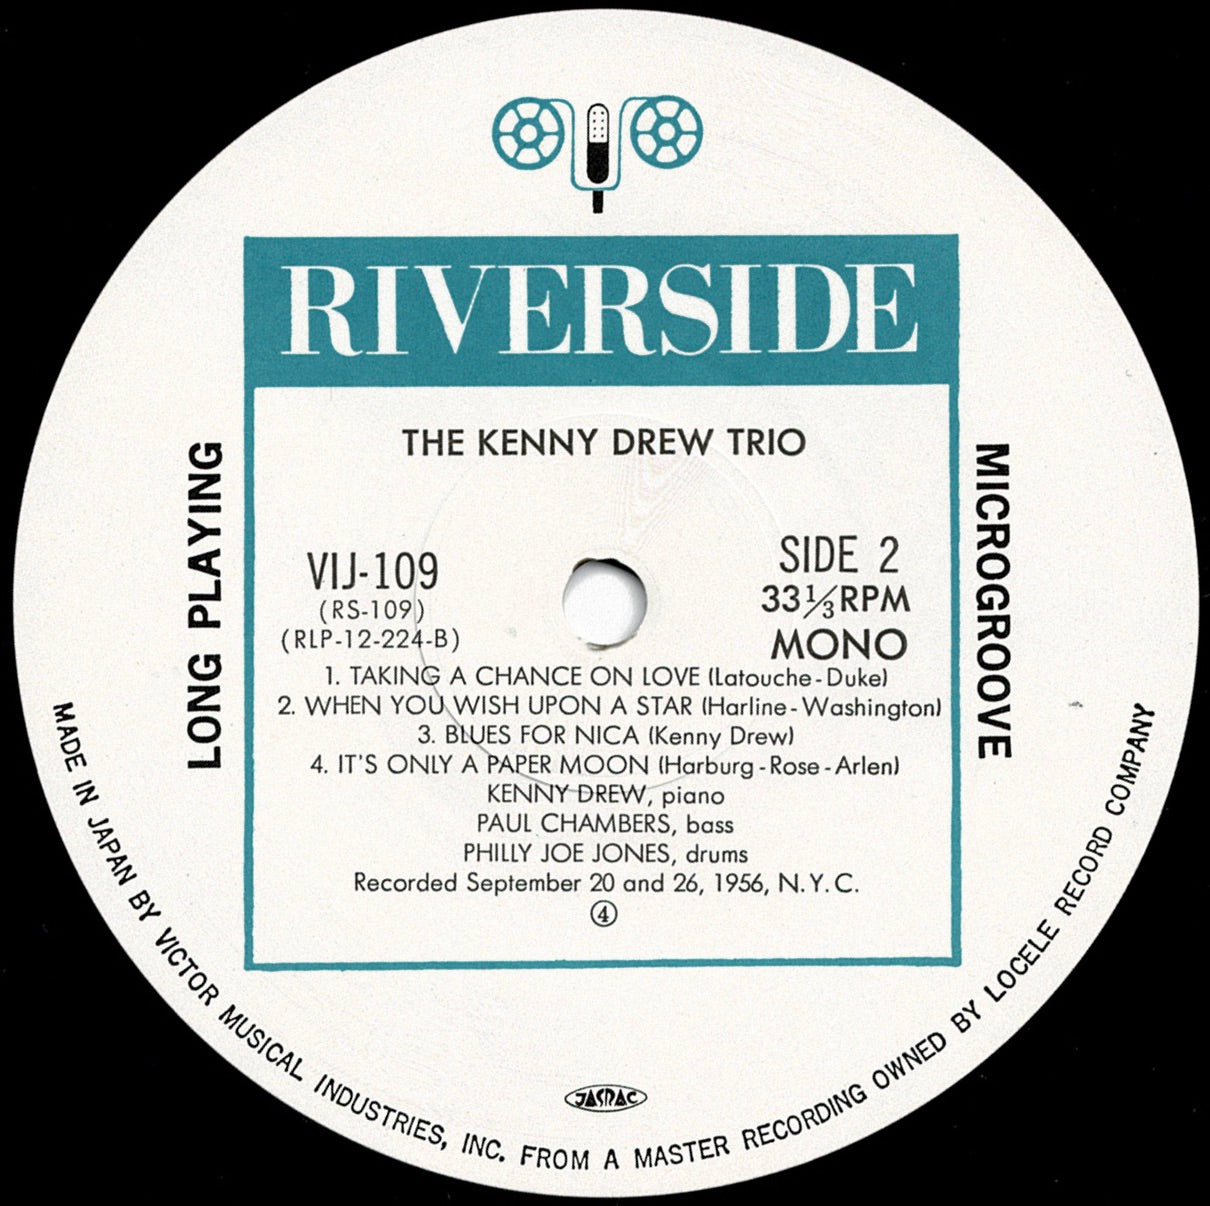 RIVERSIDE
THE KENNY DREW TRIO
VIJ-109
(RS-109)
(RLP-12-224-B)
SIDE 2
33⅓RPM
MONO
1. TAKING A CHANCE ON LOVE (Latouche-Duke)
2. WHEN YOU WISH UPON A STAR (Harline-Washington)
3. BLUES FOR NICA (Kenny Drew)
4. IT'S ONLY A PAPER MOON (Harburg-Rose-Arlen)
KENNY DREW, piano
PAUL CHAMBERS, bass
PHILLY JOE JONES, drums
Recorded September 20 and 26, 1956, N.Y.C.
④
LONG PLAYING
MICROGROOVE
JASRAC
MADE IN JAPAN BY VICTOR MUSICAL INDUSTRIES, INC. FROM A MASTER RECORDING OWNED BY LOCELE RECORD COMPANY